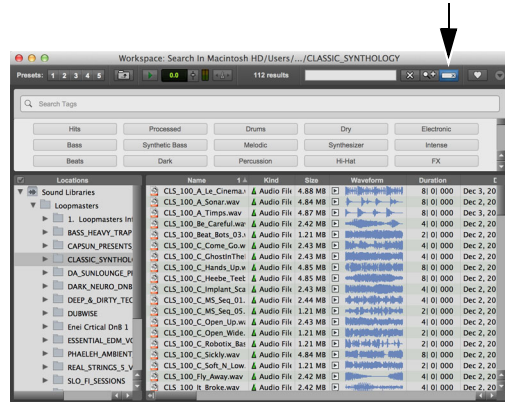 Workspace: Search In Macintosh HD/Users/.../CLASSIC_SYNTHOLOGY
Presets: 1 2 3 4 5 0.0 112 results
Search Tags
Hits Processed Drums Dry Electronic
Bass Synthetic Bass Melodic Synthesizer Intense
Beats Dark Percussion Hi-Hat FX
Locations Name 1 Kind Size Waveform Duration D
Sound Libraries CLS_100_A_Le_Cinema. Audio File 4.88 MB 8| 0| 000 Dec 3, 20
Loopmasters CLS_100_A_Sonar.wav Audio File 4.84 MB 8| 0| 000 Dec 2, 20
1. Loopmasters Int CLS_100_A_Timps.wav Audio File 4.87 MB 8| 0| 000 Dec 3, 20
BASS_HEAVY_TRAP CLS_100_Be_Careful.wa Audio File 2.42 MB 4| 0| 000 Dec 2, 20
CAPSUN_PRESENTS CLS_100_Beat_Bots_03. Audio File 1.21 MB 2| 0| 000 Dec 2, 20
CLASSIC_SYNTHOL CLS_100_C_Come_Go.w Audio File 2.43 MB 4| 0| 000 Dec 2, 20
DA_SUNLOUNGE_P CLS_100_C_GhostInThe Audio File 2.43 MB 4| 0| 000 Dec 2, 20
DARK_NEURO_DNB CLS_100_C_Hands_Up.w Audio File 4.85 MB 8| 0| 000 Dec 2, 20
DEEP_&_DIRTY_TEC CLS_100_C_Heebe_Teeb Audio File 4.85 MB 8| 0| 000 Dec 2, 20
DUBWISE CLS_100_C_Implant_Sca Audio File 2.43 MB 4| 0| 000 Dec 2, 20
Enei Crtical DnB 1 CLS_100_C_MS_Seq_01. Audio File 2.44 MB 4| 0| 000 Dec 2, 20
ESSENTIAL_EDM_VO CLS_100_C_MS_Seq_05. Audio File 1.21 MB 2| 0| 000 Dec 2, 20
PHAELEH_AMBIENT CLS_100_C_Open_Up.w Audio File 2.43 MB 4| 0| 000 Dec 2, 20
REAL_STRINGS_5_V CLS_100_C_Open_Wide. Audio File 1.21 MB 2| 0| 000 Dec 2, 20
SLO_FI_SESSIONS CLS_100_C_Robotix_Bas Audio File 1.21 MB 2| 0| 000 Dec 2, 20
CLS_100_C_Sickly.wav Audio File 4.84 MB 8| 0| 000 Dec 2, 20
CLS_100_C_Soft_N_Low. Audio File 1.21 MB 2| 0| 000 Dec 2, 20
CLS_100_Fly_Away.wav Audio File 2.42 MB 4| 0| 000 Dec 2, 20
CLS_100_It_Broke.wav Audio File 2.42 MB 4| 0| 000 Dec 2, 20